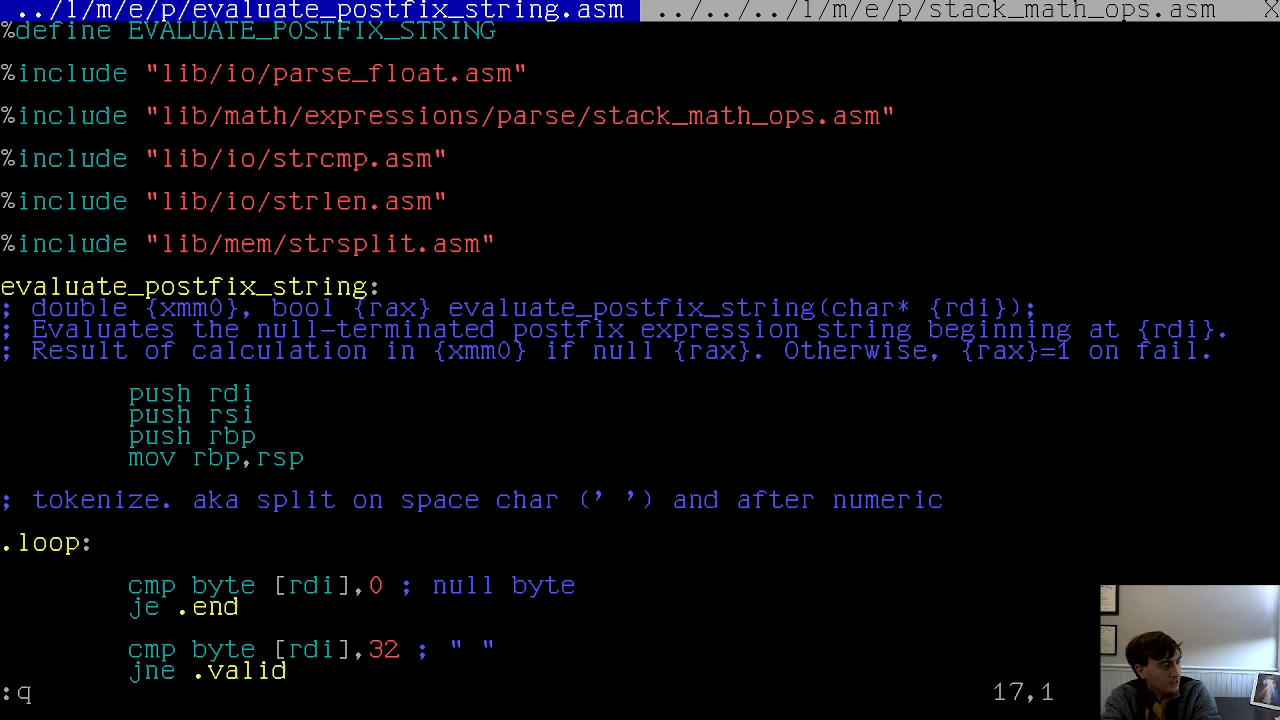 ../l/m/e/p/evaluate_postfix_string.asm ../../../l/m/e/p/stack_math_ops.asm X
%define EVALUATE_POSTFIX_STRING
%include "lib/io/parse_float.asm"
%include "lib/math/expressions/parse/stack_math_ops.asm"
%include "lib/io/strcmp.asm"
%include "lib/io/strlen.asm"
%include "lib/mem/strsplit.asm"
evaluate_postfix_string:
; double {xmm0}, bool {rax} evaluate_postfix_string(char* {rdi});
; Evaluates the null-terminated postfix expression string beginning at {rdi}.
; Result of calculation in {xmm0} if null {rax}. Otherwise, {rax}=1 on fail.
push rdi
push rsi
push rbp
mov rbp,rsp
; tokenize. aka split on space char (' ') and after numeric
.loop:
cmp byte [rdi],0 ; null byte
je .end
cmp byte [rdi],32 ; " "
jne .valid
:q 17,1